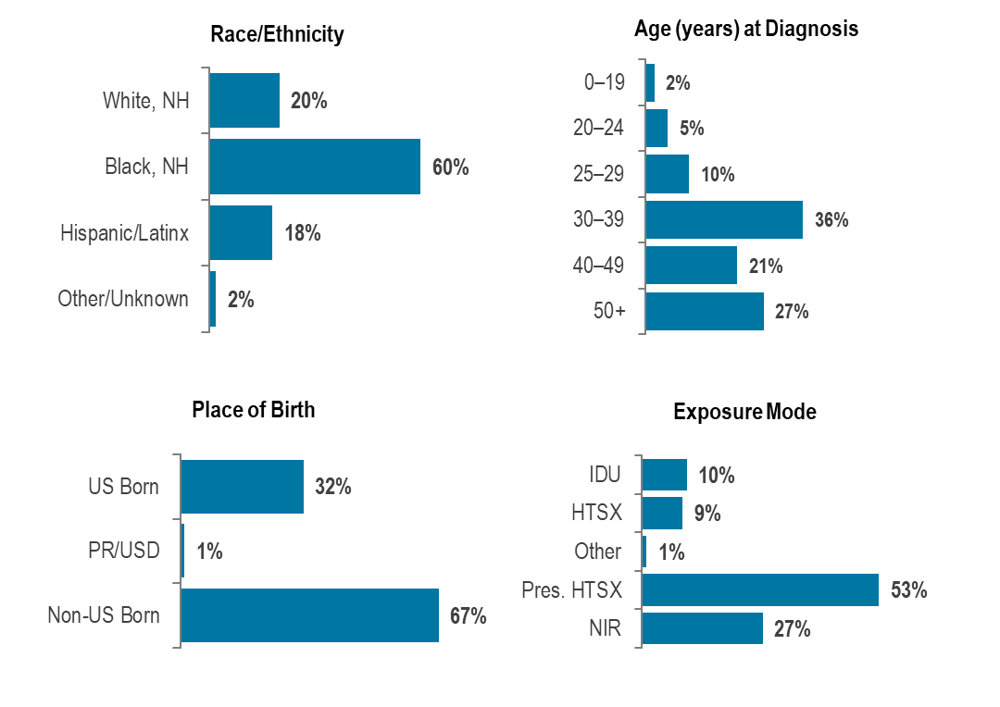 Race/Ethnicity
White, NH 20%
Black, NH 60%
Hispanic/Latinx 18%
Other/Unknown 2%
Age (years) at Diagnosis
0–19 2%
20–24 5%
25–29 10%
30–39 36%
40–49 21%
50+ 27%
Place of Birth
US Born 32%
PR/USD 1%
Non-US Born 67%
Exposure Mode
IDU 10%
HTSX 9%
Other 1%
Pres. HTSX 53%
NIR 27%